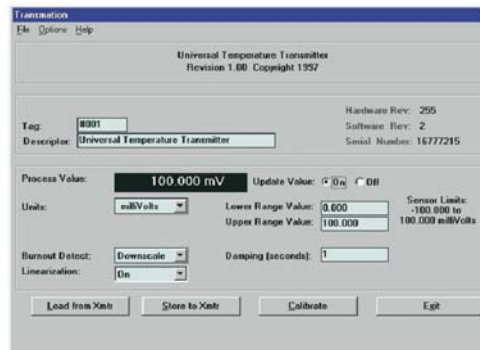 Transmation
File Options Help
Universal Temperature Transmitter
Revision 1.00 Copyright 1997
Hardware Rev: 255
Tag: 0001
Software Rev: 2
Descriptor: Universal Temperature Transmitter
Serial Number: 16777215
Process Value: 100.000 mV Update Value: On Off
Units: milliVolts Lower Range Value: 0.000 Sensor Limits:
Upper Range Value: 100.000 -100.000 to
100.000 milliVolts
Burnout Detect: Downscale Damping (seconds): 1
Linearization: On
Load from Xmtr Store to Xmtr Calibrate Exit